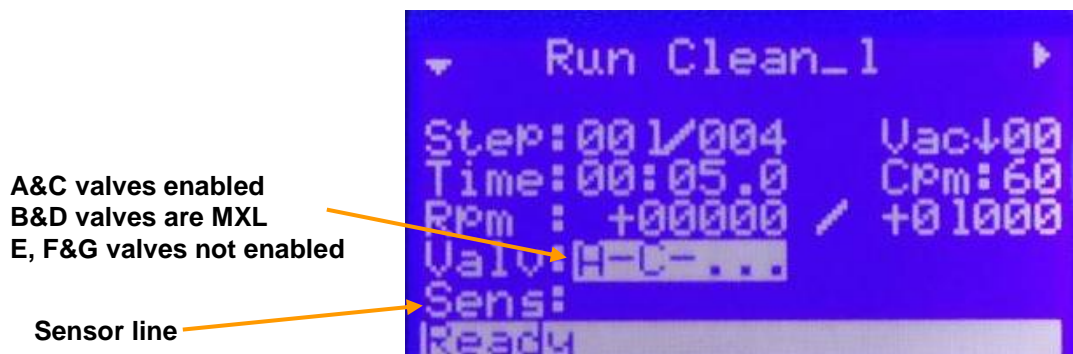 Run Clean_1
Step:001/004 Vac↓00
Time:00:05.0 Cpm:60
Rpm : +00000 / +01000
Valv:A-C-...
Sens:
Ready
A&C valves enabled
B&D valves are MXL
E, F&G valves not enabled
Sensor line